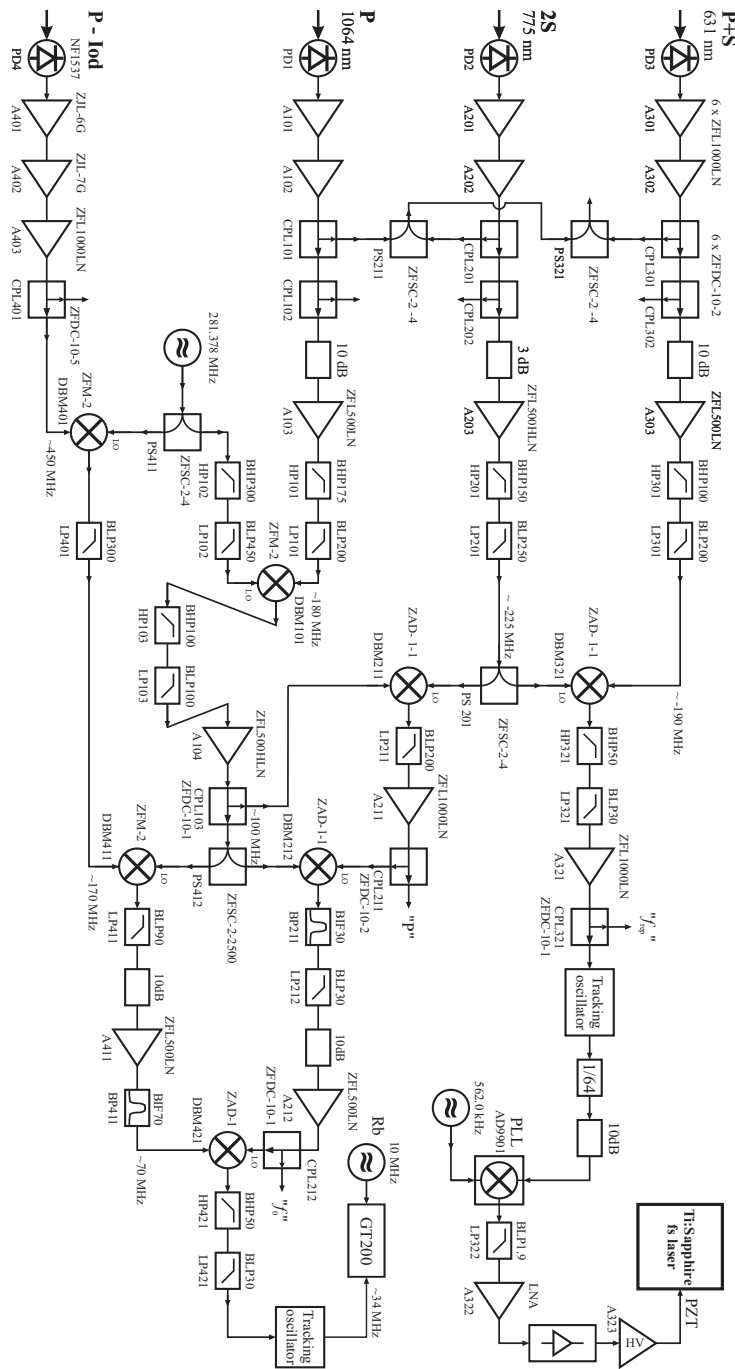 P+S
631 nm
PD3
6 x ZFL1000LN
A301
A302
6 x ZFDC-10-2
CPL301
CPL302
10 dB
ZFL500LN
A303
BHP100
HP301
BLP200
LP301
~ -190 MHz
PS321
ZFSC-2-4
ZAD- 1-1
DBM321
LO
BHP50
HP321
BLP30
LP321
ZFL1000LN
A321
CPL321
ZFDC-10-1
"frep"
Tracking
oscillator
1/64
10dB
562.0 kHz
PLL
AD9901
BLP1.9
LP322
LNA
A322
A323
HV
PZT
Ti:Sapphire
fs laser
2S
775 nm
PD2
A201
A202
CPL201
CPL202
3 dB
ZFL500HLN
A203
BHP150
HP201
BLP250
LP201
~ -225 MHz
PS 201
ZFSC-2-4
PS211
ZFSC-2 -4
ZAD- 1-1
DBM211
LO
BLP200
LP211
ZFL1000LN
A211
CPL211
ZFDC-10-2
"P"
P
1064 nm
PD1
A101
A102
CPL101
CPL102
10 dB
ZFL500LN
A103
BHP175
HP101
BLP200
LP101
~180 MHz
ZFM-2
DBM101
LO
281.378 MHz
PS411
ZFSC-2-4
BHP300
HP102
BLP450
LP102
BHP100
HP103
BLP100
LP103
ZFL500HLN
A104
CPL103
ZFDC-10-1
~100 MHz
PS412
ZFSC-2-2500
ZAD-1-1
DBM212
LO
BIF30
BP211
BLP30
LP212
10dB
ZFL500LN
A212
ZFDC-10-1
CPL212
"f0"
Rb
10 MHz
GT200
~34 MHz
P - Iod
NF1537
PD4
ZJL-6G
A401
ZJL-7G
A402
ZFL1000LN
A403
CPL401
ZFDC-10-5
~450 MHz
ZFM-2
DBM401
LO
BLP300
LP401
~170 MHz
ZFM-2
DBM411
LO
BLP90
LP411
10dB
ZFL500LN
A411
BIF70
BP411
~70 MHz
ZAD-1
DBM421
LO
BHP50
HP421
BLP30
LP421
Tracking
oscillator